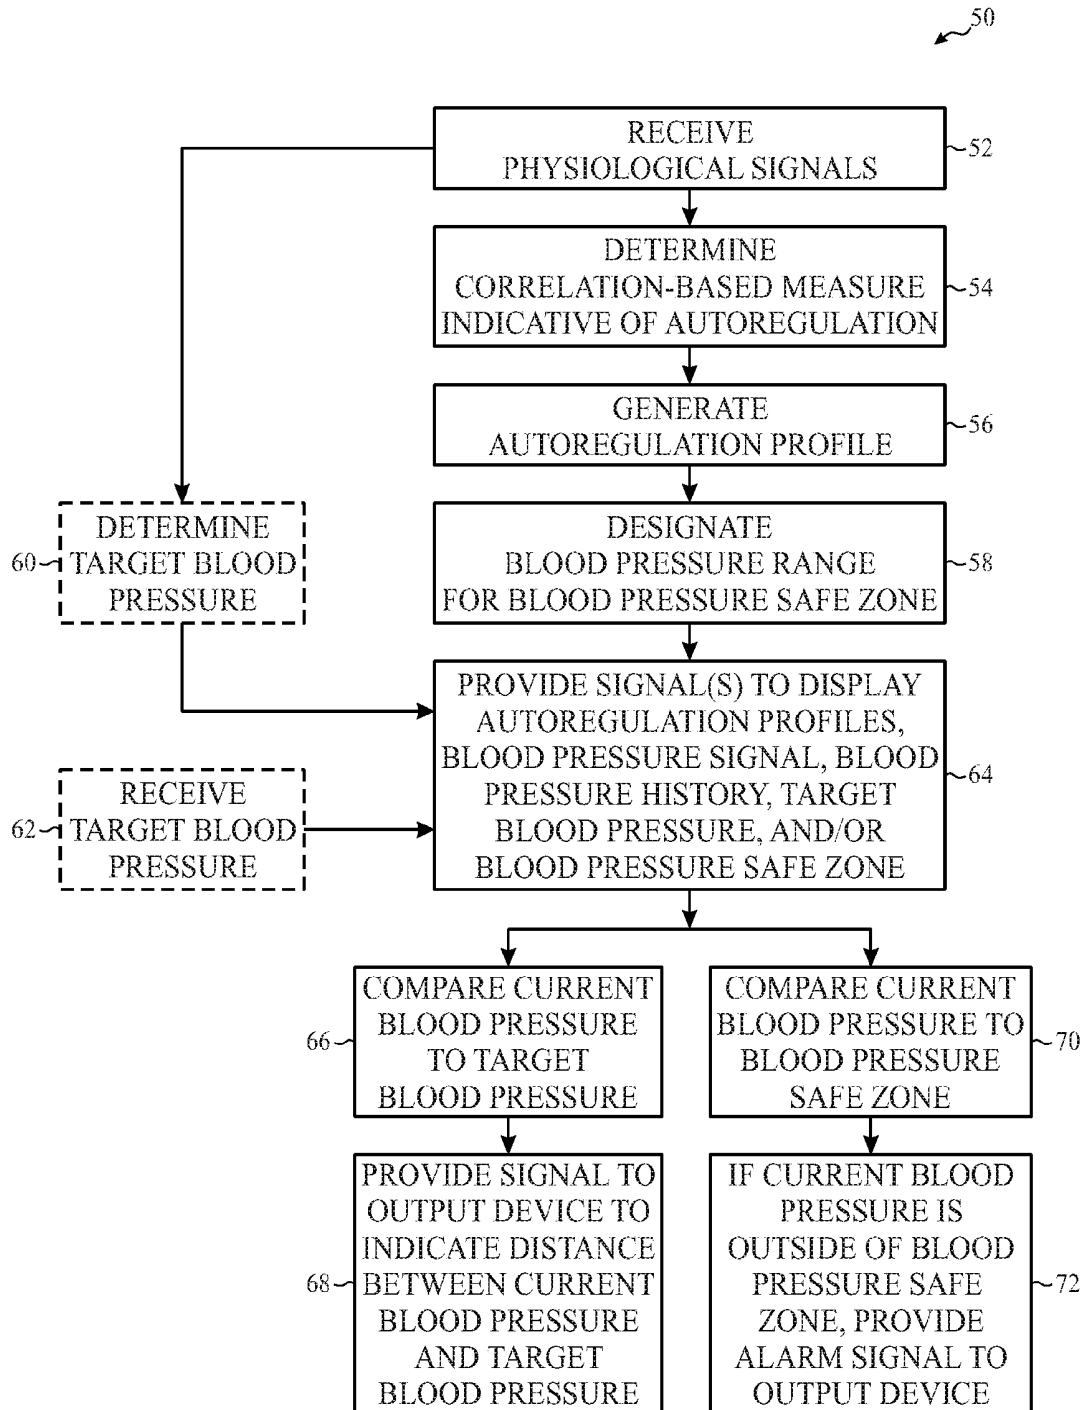 50
RECEIVE
PHYSIOLOGICAL SIGNALS
52
DETERMINE
CORRELATION-BASED MEASURE
INDICATIVE OF AUTOREGULATION
54
GENERATE
AUTOREGULATION PROFILE
56
DESIGNATE
BLOOD PRESSURE RANGE
FOR BLOOD PRESSURE SAFE ZONE
58
60
DETERMINE
TARGET BLOOD
PRESSURE
62
RECEIVE
TARGET BLOOD
PRESSURE
PROVIDE SIGNAL(S) TO DISPLAY
AUTOREGULATION PROFILES,
BLOOD PRESSURE SIGNAL, BLOOD
PRESSURE HISTORY, TARGET
BLOOD PRESSURE, AND/OR
BLOOD PRESSURE SAFE ZONE
64
66
COMPARE CURRENT
BLOOD PRESSURE
TO TARGET
BLOOD PRESSURE
COMPARE CURRENT
BLOOD PRESSURE TO
BLOOD PRESSURE
SAFE ZONE
70
68
PROVIDE SIGNAL TO
OUTPUT DEVICE TO
INDICATE DISTANCE
BETWEEN CURRENT
BLOOD PRESSURE
AND TARGET
BLOOD PRESSURE
IF CURRENT BLOOD
PRESSURE IS
OUTSIDE OF BLOOD
PRESSURE SAFE
ZONE, PROVIDE
ALARM SIGNAL TO
OUTPUT DEVICE
72